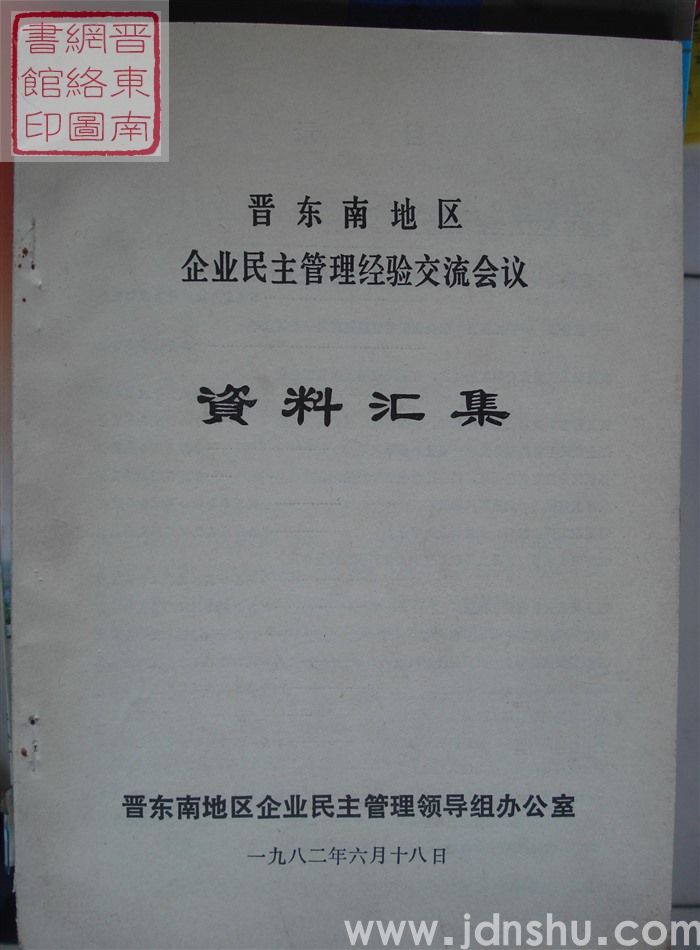 晋東南
網絡圖
書館印
晋东南地区
企业民主管理经验交流会议
資料汇集
晋东南地区企业民主管理领导组办公室
一九八二年六月十八日
www.jdnshu.com